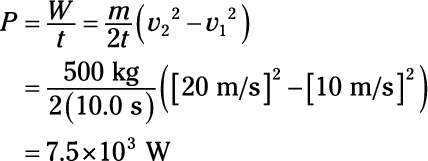 P = W/t = m/2t (v₂² − v₁²)
= 500 kg / 2(10.0 s) ([20 m/s]² − [10 m/s]²)
= 7.5×10³ W